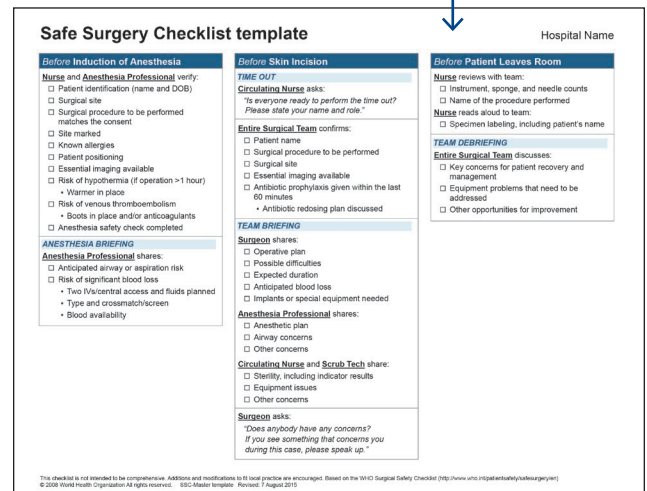 Safe Surgery Checklist template
Hospital Name
Before Induction of Anesthesia
Nurse and Anesthesia Professional verify:
☐ Patient identification (name and DOB)
☐ Surgical site
☐ Surgical procedure to be performed
matches the consent
☐ Site marked
☐ Known allergies
☐ Patient positioning
☐ Essential imaging available
☐ Risk of hypothermia (if operation >1 hour)
• Warmer in place
☐ Risk of venous thromboembolism
• Boots in place and/or anticoagulants
☐ Anesthesia safety check completed
ANESTHESIA BRIEFING
Anesthesia Professional shares:
☐ Anticipated airway or aspiration risk
☐ Risk of significant blood loss
• Two IVs/central access and fluids planned
• Type and crossmatch/screen
• Blood availability
Before Skin Incision
TIME OUT
Circulating Nurse asks:
"Is everyone ready to perform the time out?
Please state your name and role."
Entire Surgical Team confirms:
☐ Patient name
☐ Surgical procedure to be performed
☐ Surgical site
☐ Essential imaging available
☐ Antibiotic prophylaxis given within the last
60 minutes
• Antibiotic redosing plan discussed
TEAM BRIEFING
Surgeon shares:
☐ Operative plan
☐ Possible difficulties
☐ Expected duration
☐ Anticipated blood loss
☐ Implants or special equipment needed
Anesthesia Professional shares:
☐ Anesthetic plan
☐ Airway concerns
☐ Other concerns
Circulating Nurse and Scrub Tech share:
☐ Sterility, including indicator results
☐ Equipment issues
☐ Other concerns
Surgeon asks:
"Does anybody have any concerns?
If you see something that concerns you
during this case, please speak up."
Before Patient Leaves Room
Nurse reviews with team:
☐ Instrument, sponge, and needle counts
☐ Name of the procedure performed
Nurse reads aloud to team:
☐ Specimen labeling, including patient's name
TEAM DEBRIEFING
Entire Surgical Team discusses:
☐ Key concerns for patient recovery and
management
☐ Equipment problems that need to be
addressed
☐ Other opportunities for improvement
This checklist is not intended to be comprehensive. Additions and modifications to fit local practice are encouraged. Based on the WHO Surgical Safety Checklist (http://www.who.int/patientsafety/safesurgery/en)
© 2008 World Health Organization All rights reserved. SSC-Master template Revised: 7 August 2015